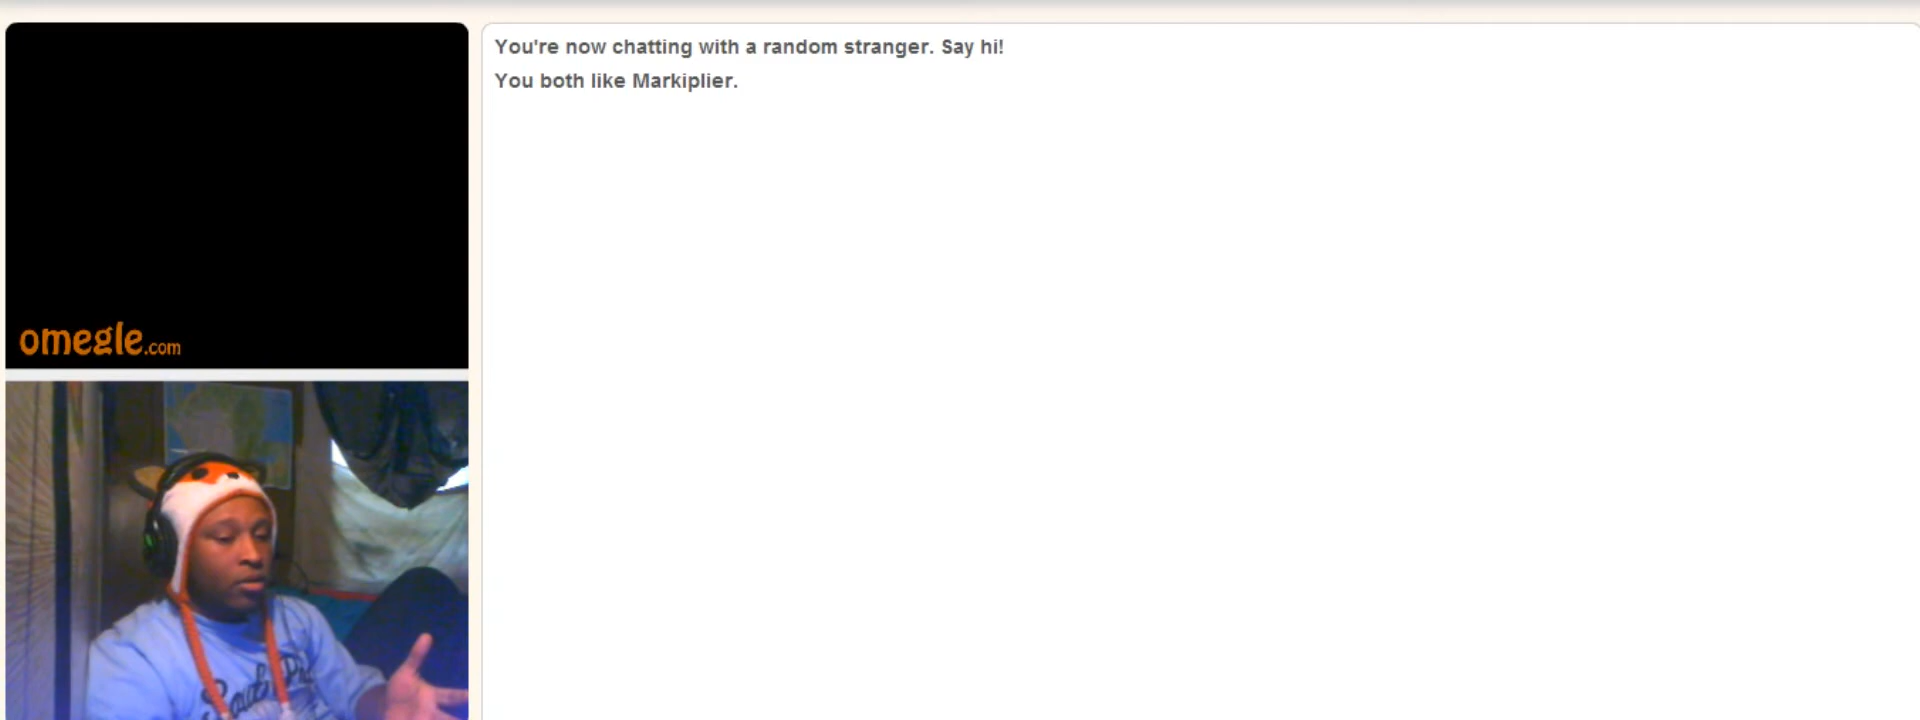 You're now chatting with a random stranger. Say hi!
You both like Markiplier.
omegle.com